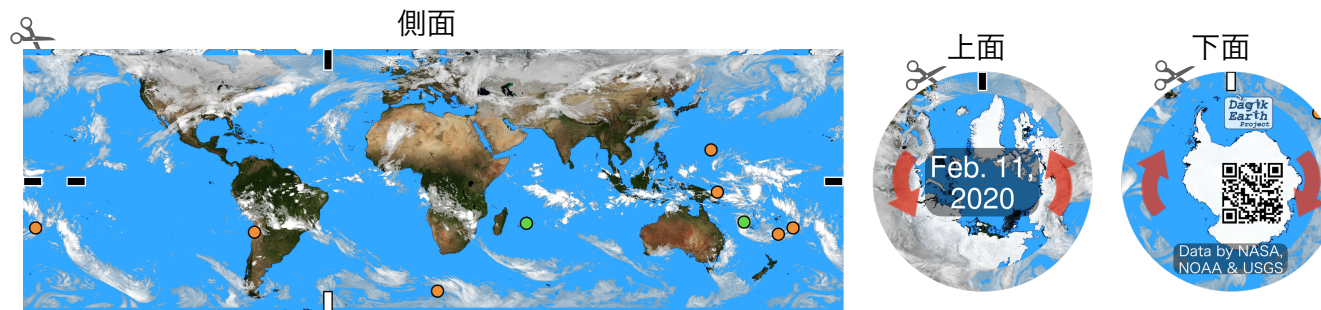 側面
上面
Feb. 11,
2020
下面
Dagik
Earth
Project
Data by NASA,
NOAA & USGS